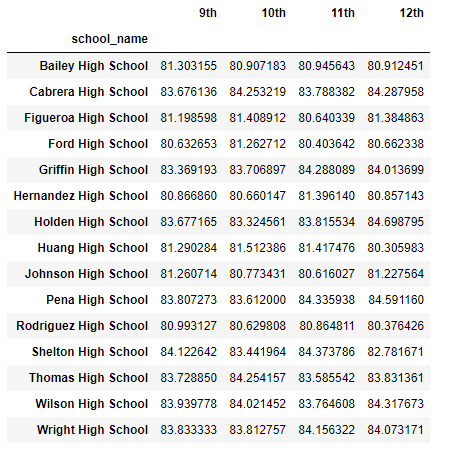 9th 10th 11th 12th
school_name
Bailey High School 81.303155 80.907183 80.945643 80.912451
Cabrera High School 83.676136 84.253219 83.788382 84.287958
Figueroa High School 81.198598 81.408912 80.640339 81.384863
Ford High School 80.632653 81.262712 80.403642 80.662338
Griffin High School 83.369193 83.706897 84.288089 84.013699
Hernandez High School 80.866860 80.660147 81.396140 80.857143
Holden High School 83.677165 83.324561 83.815534 84.698795
Huang High School 81.290284 81.512386 81.417476 80.305983
Johnson High School 81.260714 80.773431 80.616027 81.227564
Pena High School 83.807273 83.612000 84.335938 84.591160
Rodriguez High School 80.993127 80.629808 80.864811 80.376426
Shelton High School 84.122642 83.441964 84.373786 82.781671
Thomas High School 83.728850 84.254157 83.585542 83.831361
Wilson High School 83.939778 84.021452 83.764608 84.317673
Wright High School 83.833333 83.812757 84.156322 84.073171